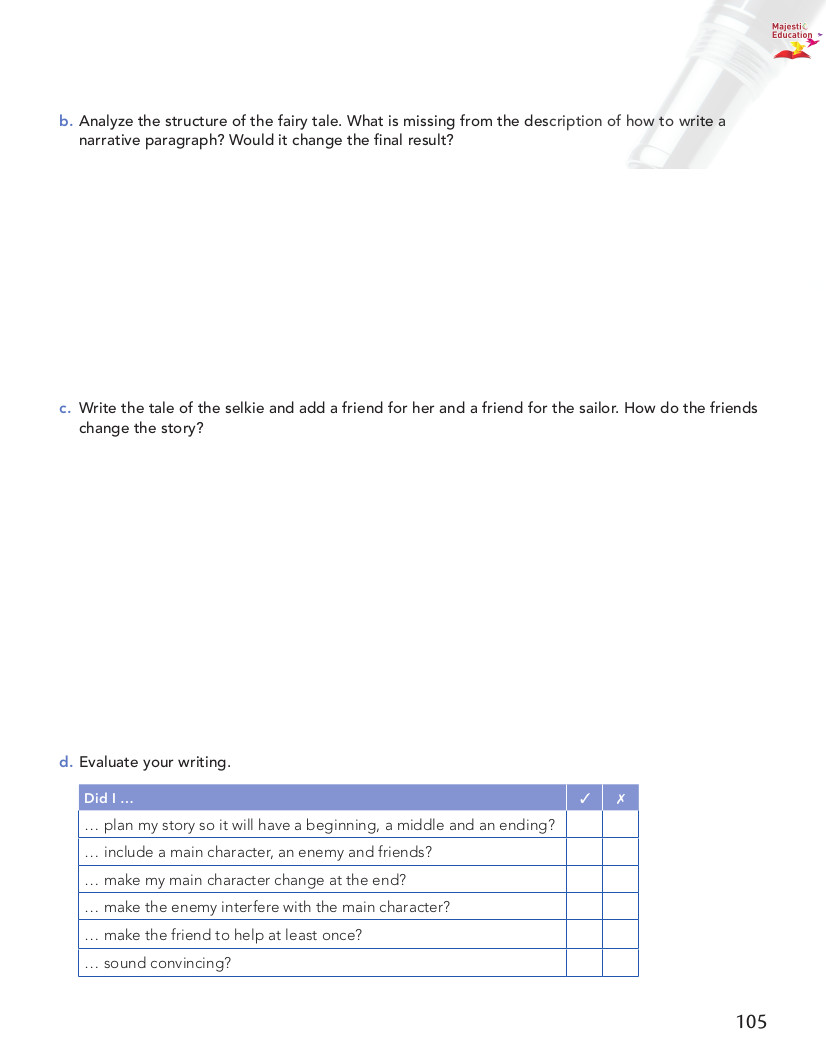 Majestic
Education
b. Analyze the structure of the fairy tale. What is missing from the description of how to write a
narrative paragraph? Would it change the final result?
c. Write the tale of the selkie and add a friend for her and a friend for the sailor. How do the friends
change the story?
d. Evaluate your writing.
Did I … ✓ ✗
… plan my story so it will have a beginning, a middle and an ending?
… include a main character, an enemy and friends?
… make my main character change at the end?
… make the enemy interfere with the main character?
… make the friend to help at least once?
… sound convincing?
105